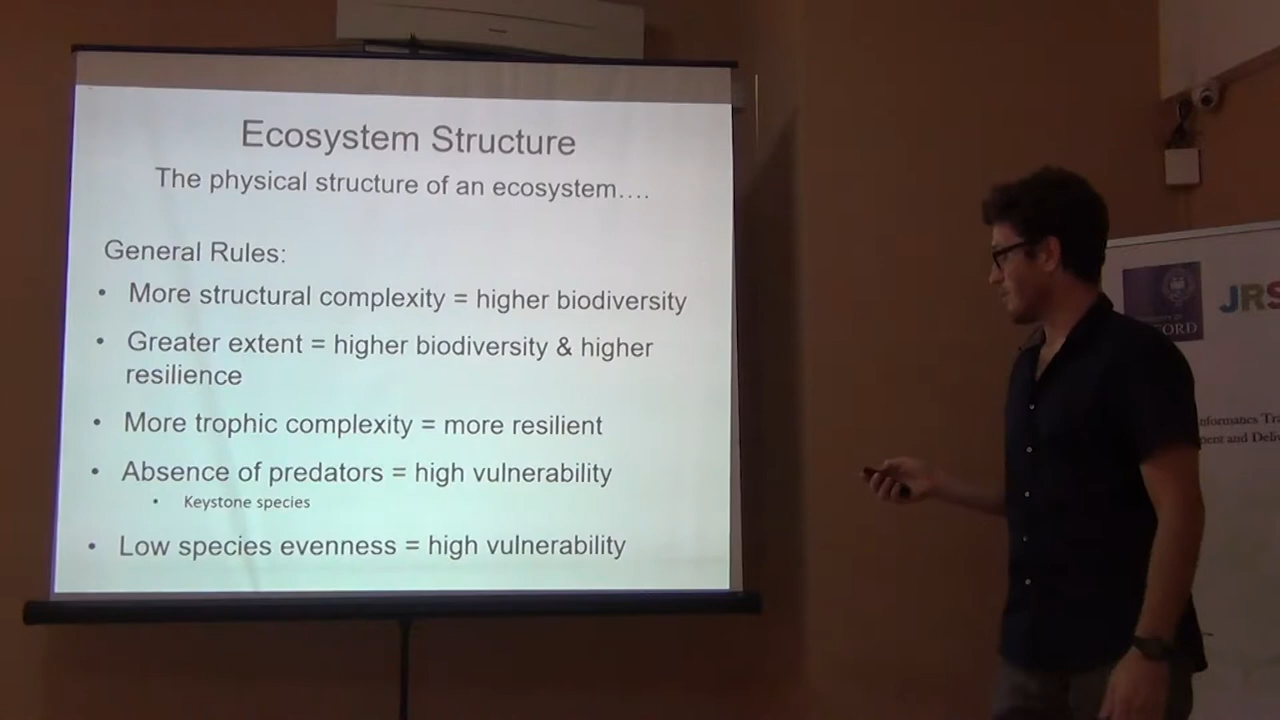 Ecosystem Structure
The physical structure of an ecosystem....
General Rules:
• More structural complexity = higher biodiversity
• Greater extent = higher biodiversity & higher
resilience
• More trophic complexity = more resilient
• Absence of predators = high vulnerability
• Keystone species
• Low species evenness = high vulnerability
JRS